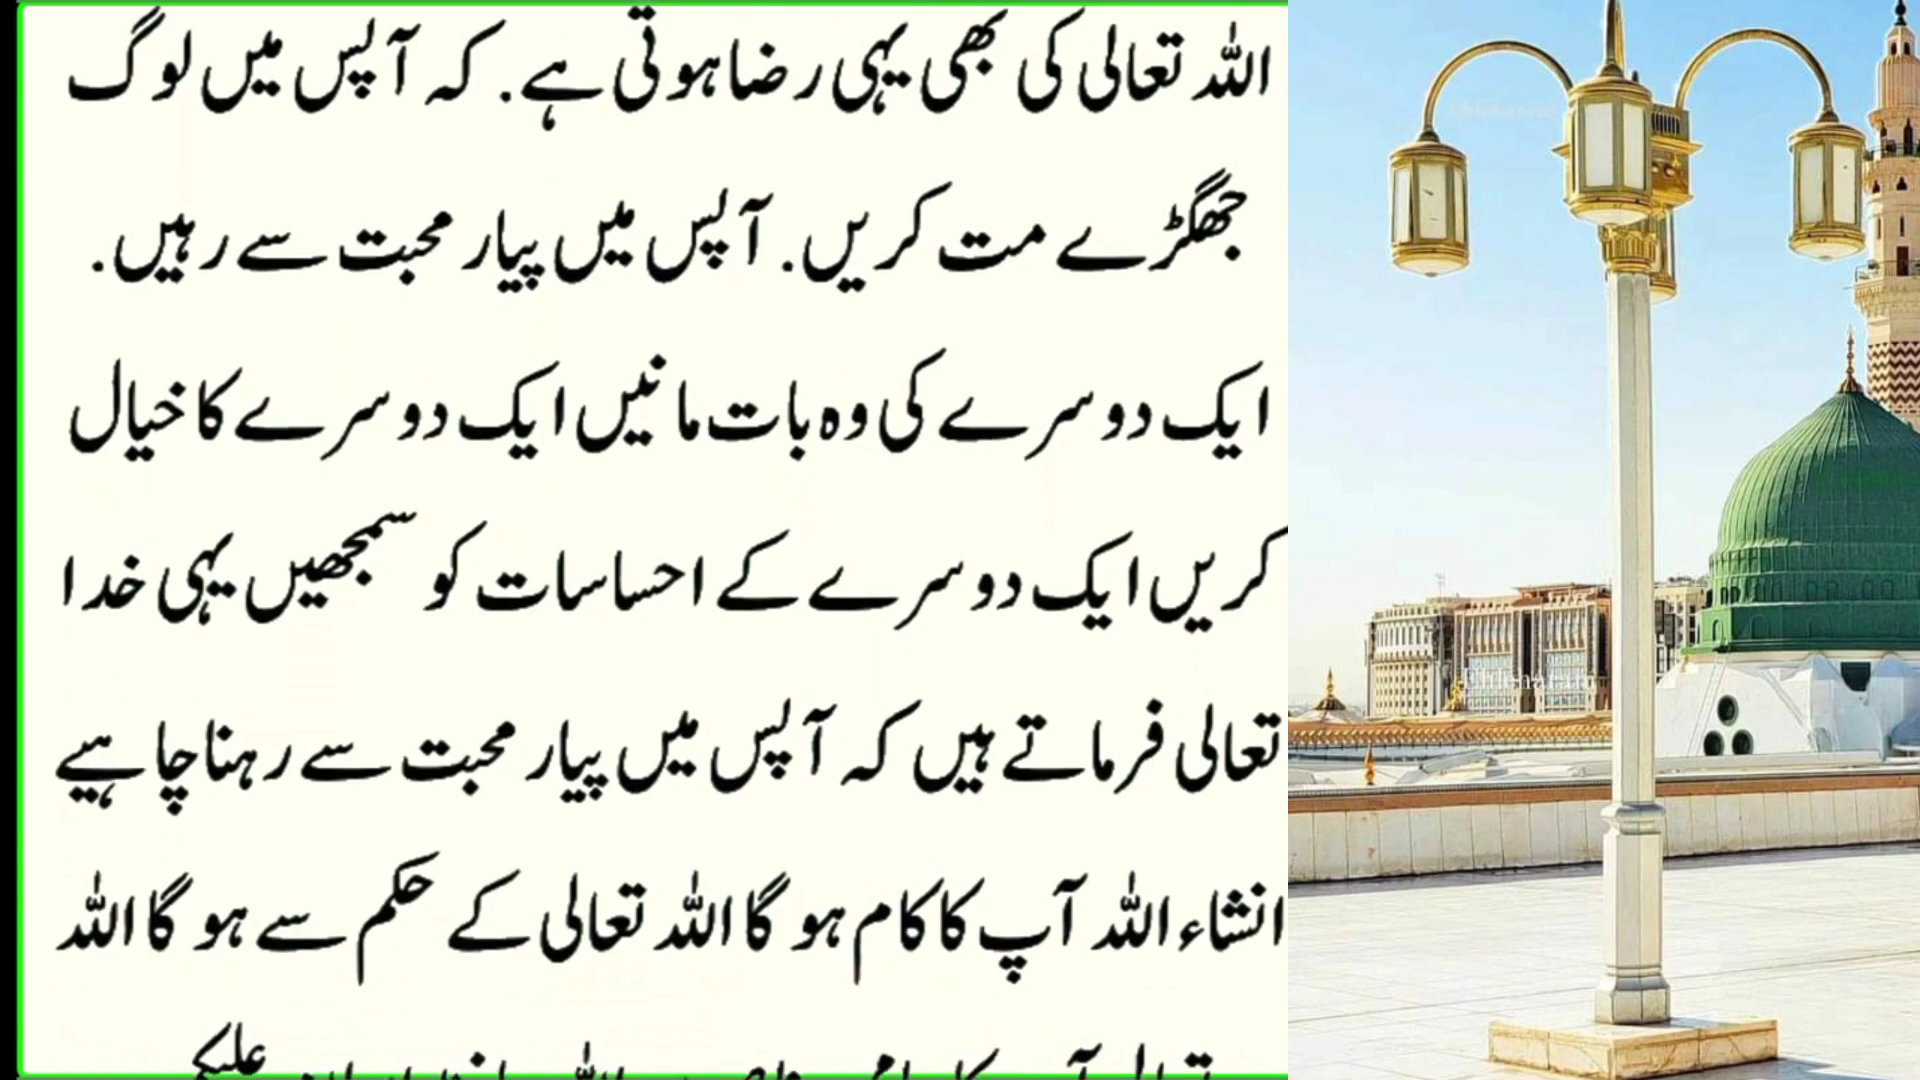 اللہ تعالی کی بھی یہی رضا ہوتی ہے. کہ آپس میں لوگ
جھگڑے مت کریں. آپس میں پیار محبت سے رہیں.
ایک دوسرے کی وہ بات مانیں ایک دوسرے کا خیال
کریں ایک دوسرے کے احساسات کو سمجھیں یہی خدا
تعالی فرماتے ہیں کہ آپس میں پیار محبت سے رہنا چاہیے
انشاء اللہ آپ کا کام ہو گا اللہ تعالی کے حکم سے ہو گا اللہ